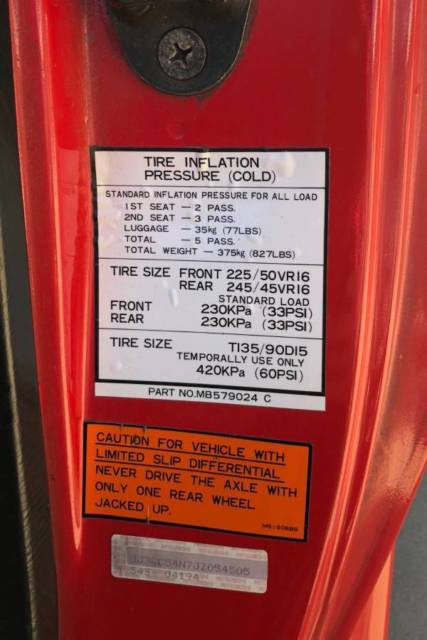 TIRE INFLATION
PRESSURE (COLD)
STANDARD INFLATION PRESSURE FOR ALL LOAD
1ST SEAT — 2 PASS.
2ND SEAT — 3 PASS.
LUGGAGE — 35kg (77LBS)
TOTAL — 5 PASS.
TOTAL WEIGHT — 375kg (827LBS)
TIRE SIZE FRONT 225/50VR16
REAR 245/45VR16
STANDARD LOAD
FRONT 230KPa (33PSI)
REAR 230KPa (33PSI)
TIRE SIZE T135/90D15
TEMPORALLY USE ONLY
420KPa (60PSI)
PART NO.MB579024 C
CAUTION FOR VEHICLE WITH
LIMITED SLIP DIFFERENTIAL
NEVER DRIVE THE AXLE WITH
ONLY ONE REAR WHEEL
JACKED UP.